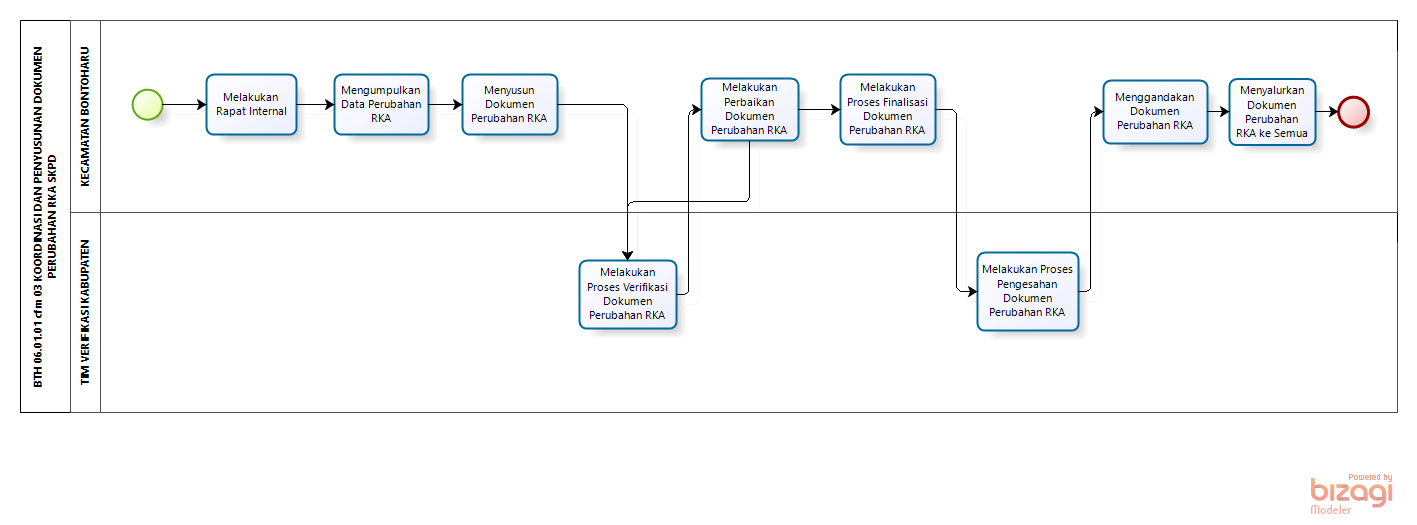 BTH 06.01.01 cfm 03 KOORDINASI DAN PENYUSUNAN DOKUMEN
PERUBAHAN RKA SKPD
KECAMATAN BONTOHARU
Melakukan
Rapat Internal
Mengumpulkan
Data Perubahan
RKA
Menyusun
Dokumen
Perubahan RKA
Melakukan
Perbaikan
Dokumen
Perubahan RKA
Melakukan
Proses Finalisasi
Dokumen
Perubahan RKA
Menggandakan
Dokumen
Perubahan RKA
Menyalurkan
Dokumen
Perubahan
RKA ke Semua
TIM VERIFIKASI KABUPATEN
Melakukan
Proses Verifikasi
Dokumen
Perubahan RKA
Melakukan Proses
Pengesahan
Dokumen
Perubahan RKA
Powered by
bizagi
Modeler